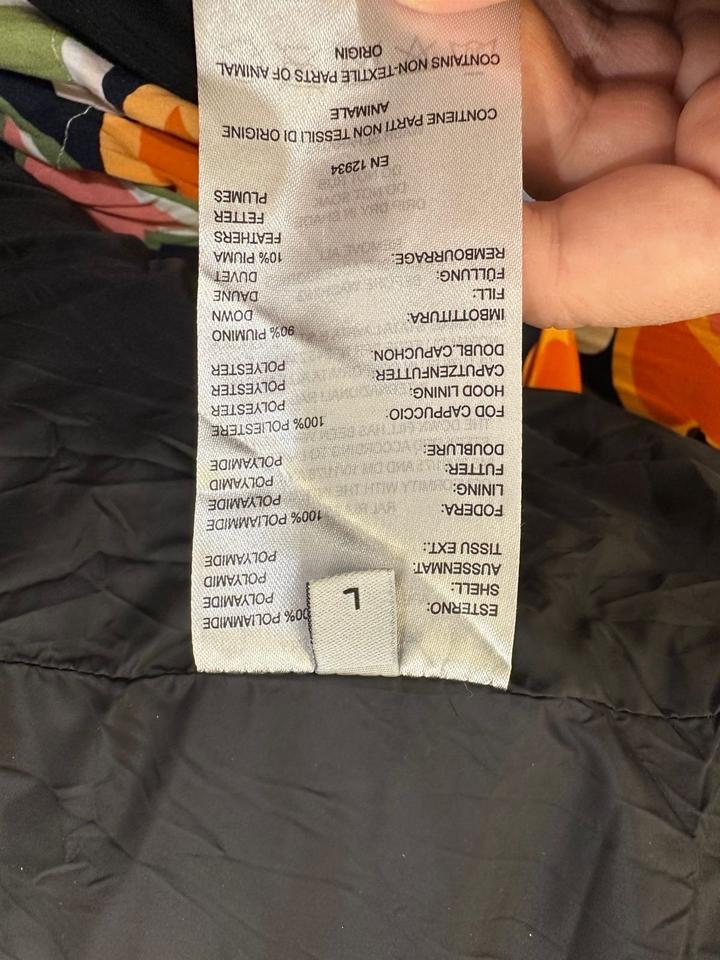 L
ESTERNO: 100% POLIAMMIDE
SHELL: POLYAMIDE
AUSSENMAT: POLYAMID
TISSU EXT.: POLYAMIDE
FODERA: 100% POLIAMMIDE
LINING: POLYAMIDE
FUTTER: POLYAMID
DOUBLURE: POLYAMIDE
FOD CAPPUCCIO: 100% POLIESTERE
HOOD LINING: POLYESTER
CAPUTZENFUTTER: POLYESTER
DOUBL.CAPUCHON: POLYESTER
IMBOTTITURA: 90% PIUMINO
FILL: DOWN
FÜLLUNG: DAUNE
REMBOURRAGE: DUVET
10% PIUMA
FEATHERS
FETTER
PLUMES
EN 12934
CONTIENE PARTI NON TESSILI DI ORIGINE
ANIMALE
CONTAINS NON-TEXTILE PARTS OF ANIMAL
ORIGIN